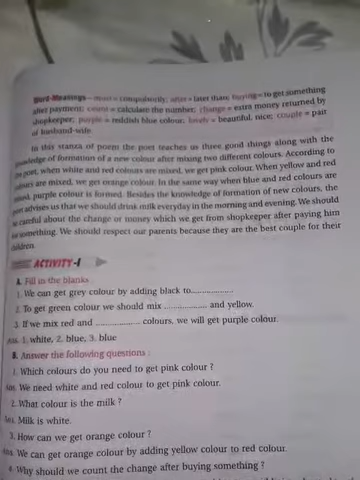 Word-Meanings— must = compulsorily; after = later than; buying = to get something
after payment; count = calculate the number; change = extra money returned by
shopkeeper; purple = reddish blue colour; lovely = beautiful, nice; couple = pair
of husband-wife.
In this stanza of poem the poet teaches us three good things along with the
knowledge of formation of a new colour after mixing two different colours. According to
poet, when white and red colours are mixed, we get pink colour. When yellow and red
colours are mixed, we get orange colour. In the same way when blue and red colours are
mixed, purple colour is formed. Besides the knowledge of formation of new colours, the
poet advises us that we should drink milk everyday in the morning and evening. We should
be careful about the change or money which we get from shopkeeper after paying him
for something. We should respect our parents because they are the best couple for their
children.
ACTIVITY-1
A. Fill in the blanks :
1. We can get grey colour by adding black to..................
2. To get green colour we should mix .................. and yellow.
3. If we mix red and .................. colours, we will get purple colour.
Ans. 1. white, 2. blue, 3. blue
B. Answer the following questions :
1. Which colours do you need to get pink colour ?
Ans. We need white and red colour to get pink colour.
2. What colour is the milk ?
Ans. Milk is white.
3. How can we get orange colour ?
Ans. We can get orange colour by adding yellow colour to red colour.
4. Why should we count the change after buying something ?